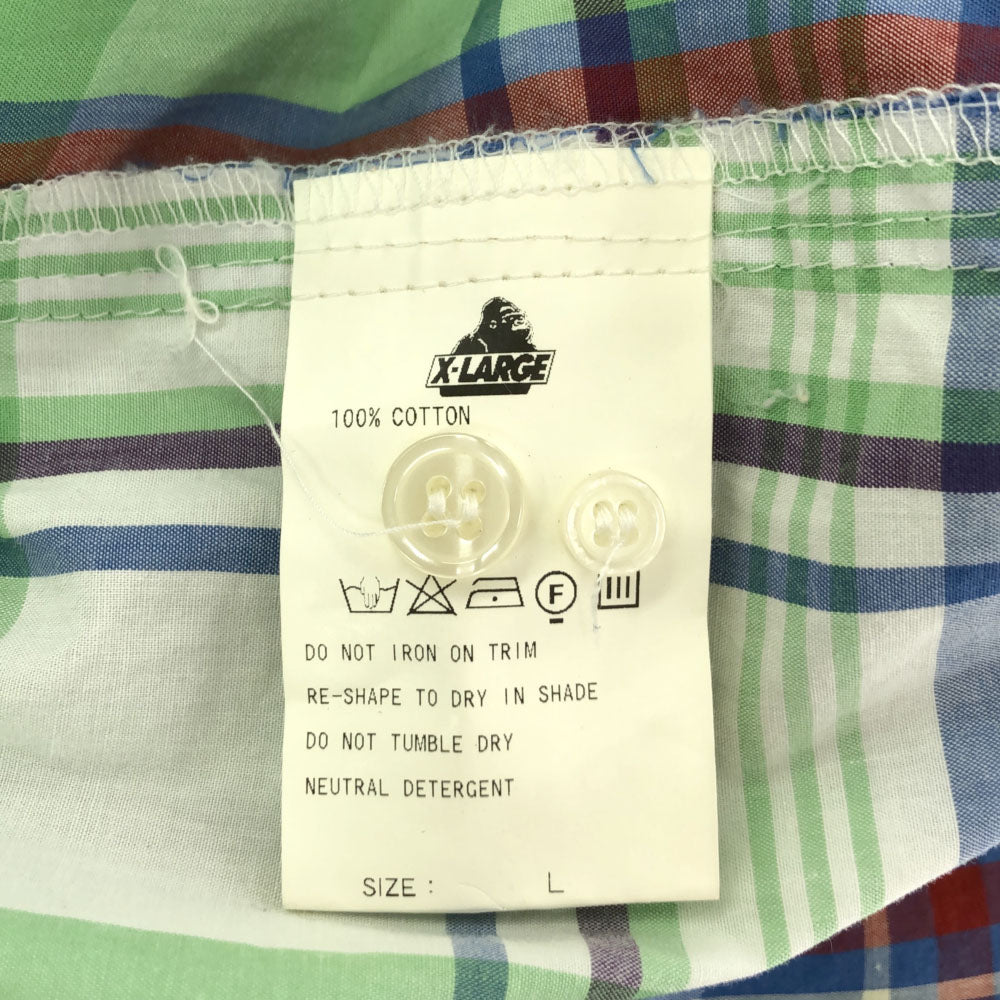 X-LARGE
100% COTTON
F
DO NOT IRON ON TRIM
RE-SHAPE TO DRY IN SHADE
DO NOT TUMBLE DRY
NEUTRAL DETERGENT
SIZE : L